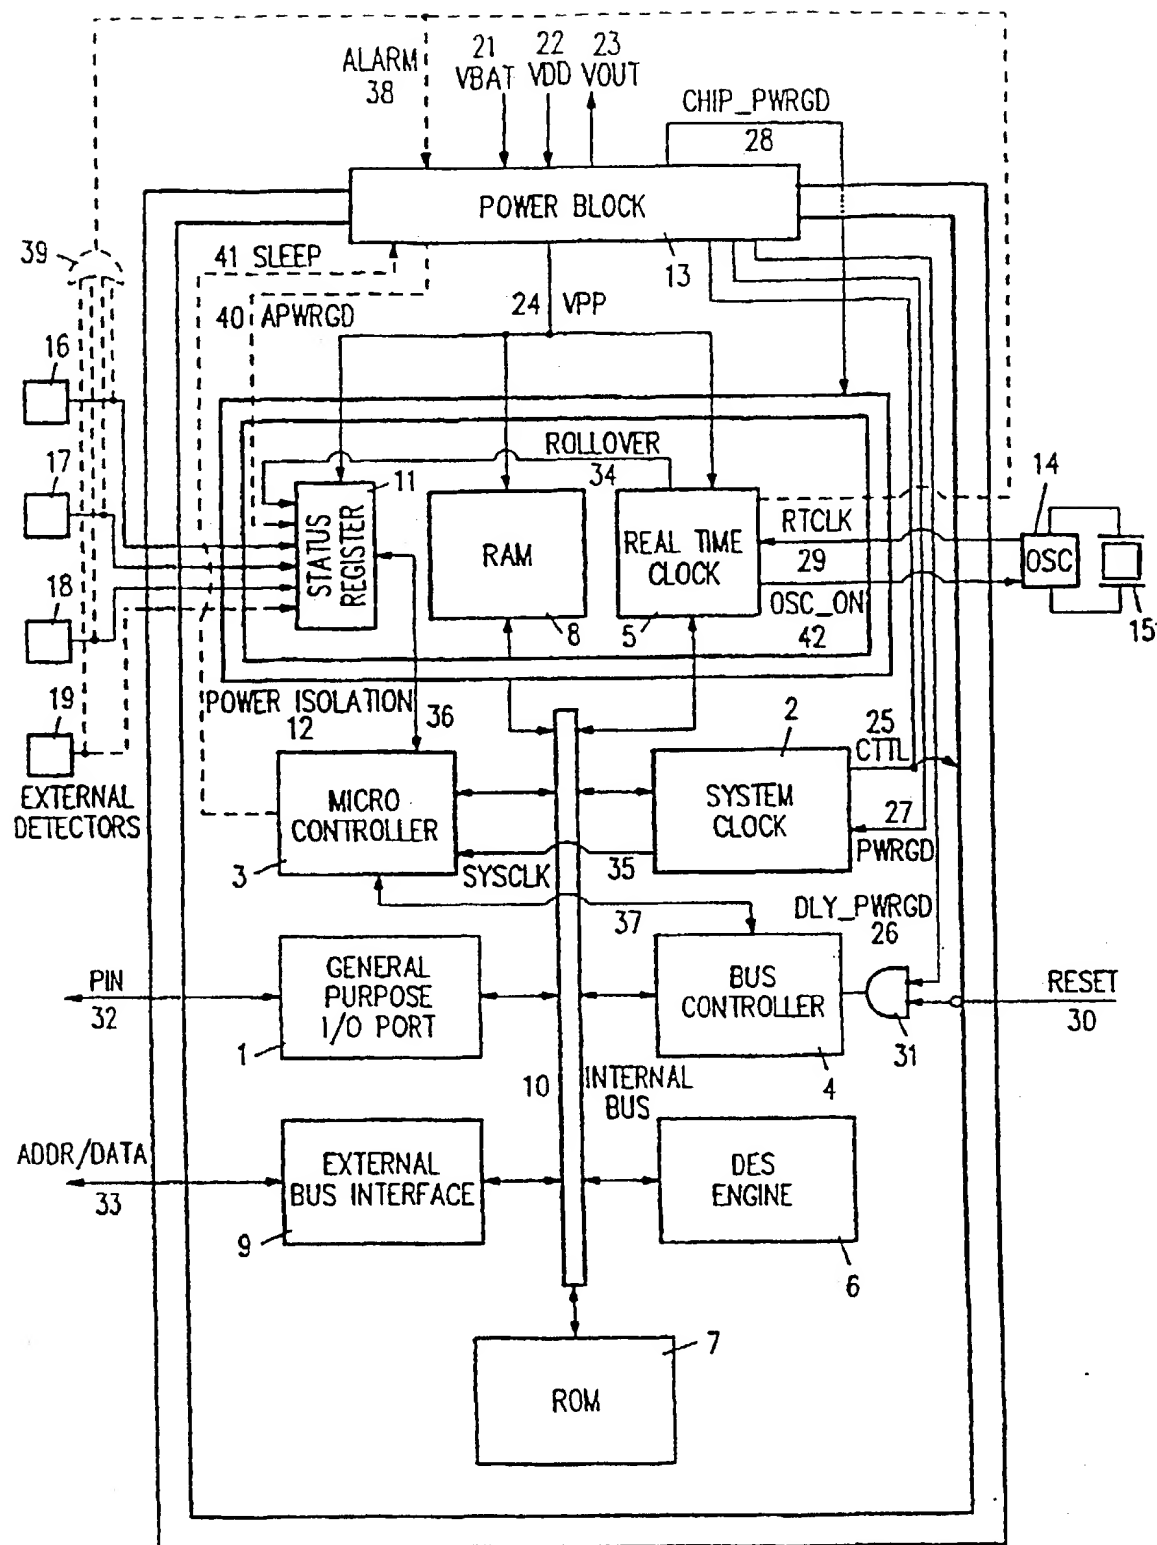 ALARM
38
21
VBAT
22
VDD
23
VOUT
CHIP_PWRGD
28
POWER BLOCK
13
39
41 SLEEP
40 APWRGD
24 VPP
16
17
18
19
EXTERNAL
DETECTORS
ROLLOVER
34
11
STATUS
REGISTER
RAM
8
REAL TIME
CLOCK
5
RTCLK
29
OSC_ON
42
14
OSC
15
POWER ISOLATION
12
36
MICRO
CONTROLLER
3
2
SYSTEM
CLOCK
25
CTTL
27
PWRGD
SYSCLK
35
37
DLY_PWRGD
26
PIN
32
GENERAL
PURPOSE
I/O PORT
1
BUS
CONTROLLER
4
31
RESET
30
10
INTERNAL
BUS
ADDR/DATA
33
EXTERNAL
BUS INTERFACE
9
DES
ENGINE
6
7
ROM